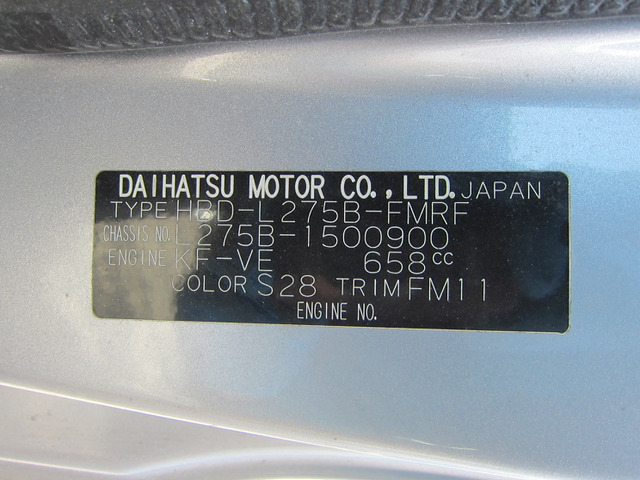 DAIHATSU MOTOR CO., LTD. JAPAN
TYPE HBD-L275B-FMRF
CHASSIS NO. L275B-1500900
ENGINE KF-VE 658cc
COLOR S28 TRIM FM11
ENGINE NO.